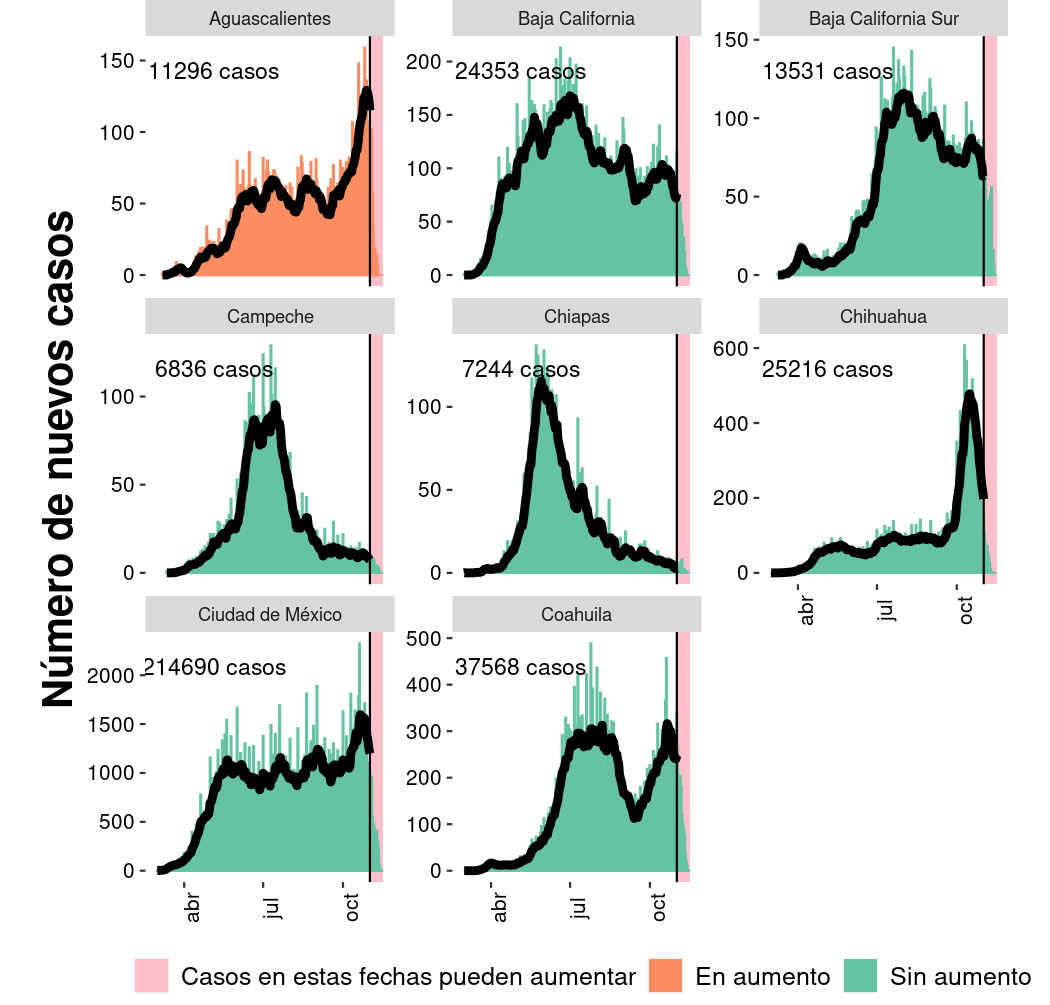 Aguascalientes
Baja California
Baja California Sur
150
100
50
0
11296 casos
200
150
100
50
0
24353 casos
150
100
50
0
13531 casos
Número de nuevos casos
Campeche
Chiapas
Chihuahua
100
50
0
6836 casos
100
50
0
7244 casos
600
400
200
0
25216 casos
abr
jul
oct
Ciudad de México
Coahuila
2000
1500
1000
500
0
214690 casos
abr
jul
oct
500
400
300
200
100
0
37568 casos
abr
jul
oct
Casos en estas fechas pueden aumentar
En aumento
Sin aumento